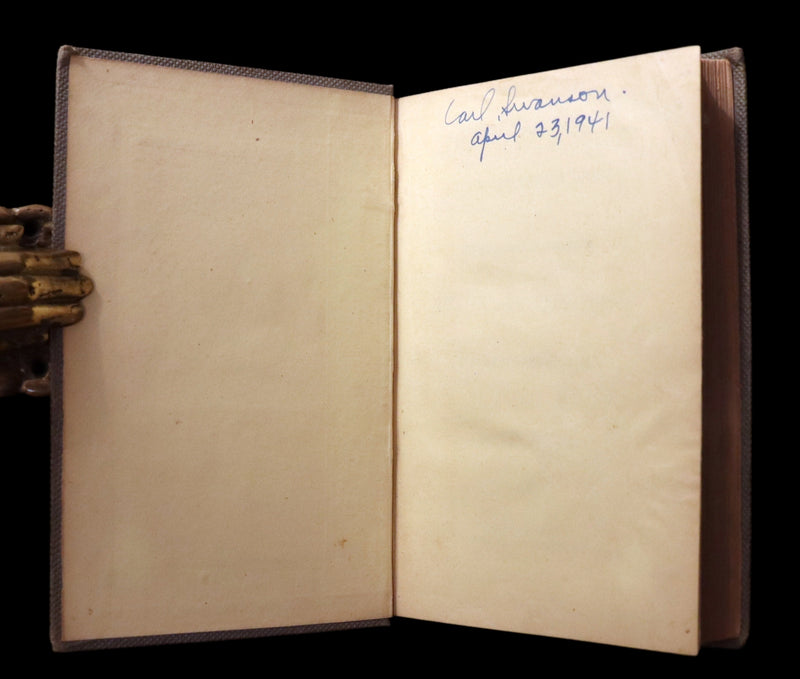 Carl Swanson.
April 23, 1941